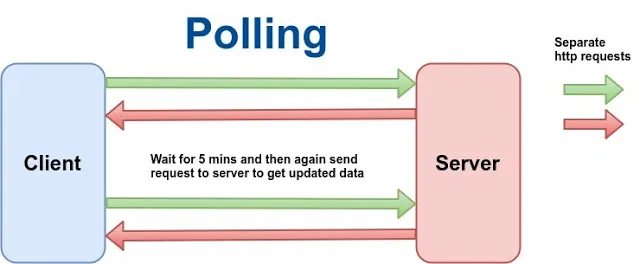 Polling
Separate
http requests
Client
Wait for 5 mins and then again send
request to server to get updated data
Server